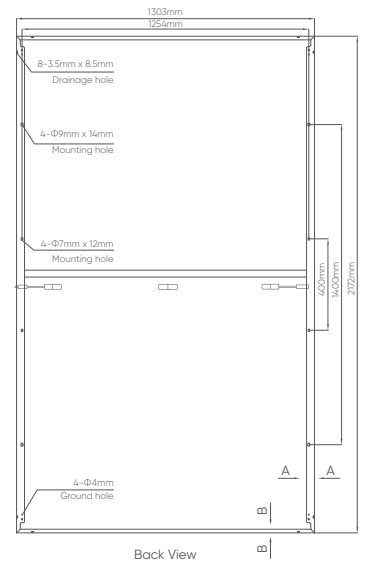 1303mm
1254mm
8-3.5mm x 8.5mm
Drainage hole
4-Φ9mm x 14mm
Mounting hole
4-Φ7mm x 12mm
Mounting hole
400mm
1400mm
2172mm
A A
4-Φ4mm
Ground hole
B
B
Back View